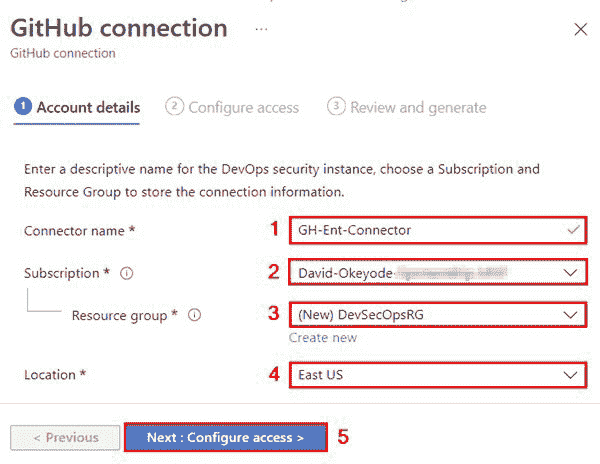 GitHub connection ...
GitHub connection
1 Account details 2 Configure access 3 Review and generate
Enter a descriptive name for the DevOps security instance, choose a Subscription and
Resource Group to store the connection information.
Connector name * 1 GH-Ent-Connector
Subscription * 2 David-Okeyode-
Resource group * 3 (New) DevSecOpsRG
Create new
Location * 4 East US
< Previous Next : Configure access > 5